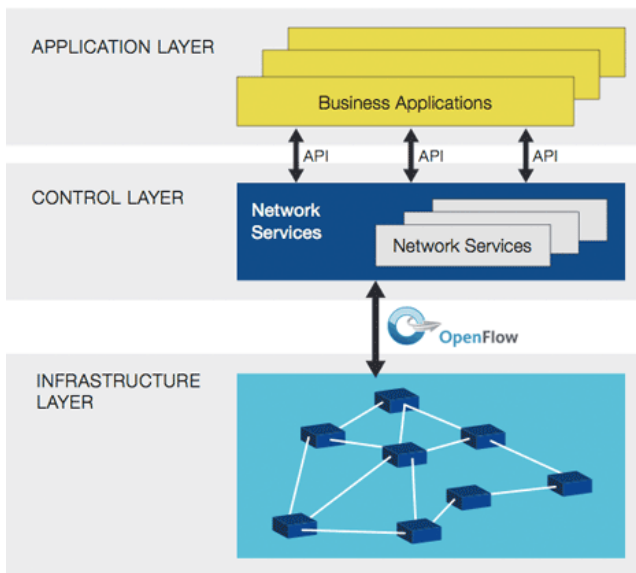 APPLICATION LAYER
Business Applications
API
API
API
CONTROL LAYER
Network
Services
Network Services
OpenFlow
INFRASTRUCTURE
LAYER